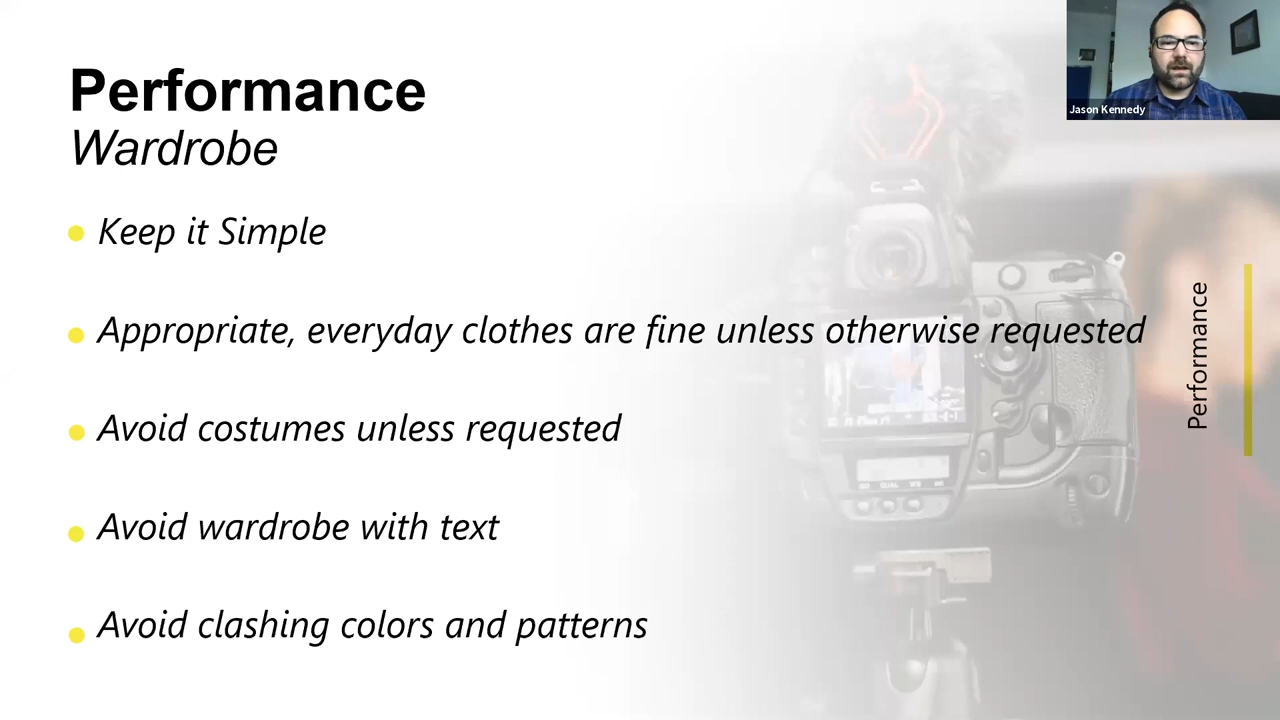 Performance
Wardrobe
Keep it Simple
Appropriate, everyday clothes are fine unless otherwise requested
Avoid costumes unless requested
Avoid wardrobe with text
Avoid clashing colors and patterns
Jason Kennedy
Performance